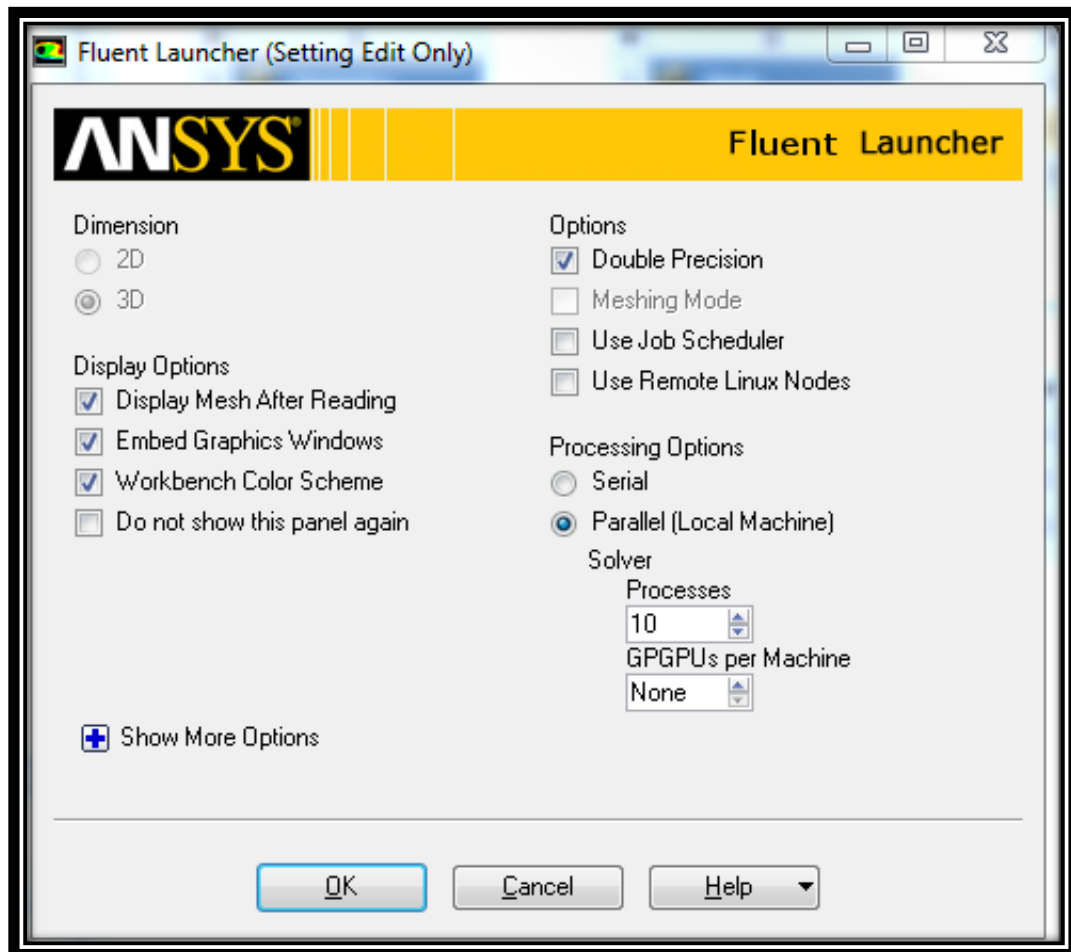 Fluent Launcher (Setting Edit Only)
ANSYS®
Fluent Launcher
Dimension
2D
3D
Display Options
Display Mesh After Reading
Embed Graphics Windows
Workbench Color Scheme
Do not show this panel again
Show More Options
Options
Double Precision
Meshing Mode
Use Job Scheduler
Use Remote Linux Nodes
Processing Options
Serial
Parallel (Local Machine)
Solver
Processes
10
GPGPUs per Machine
None
OK
Cancel
Help